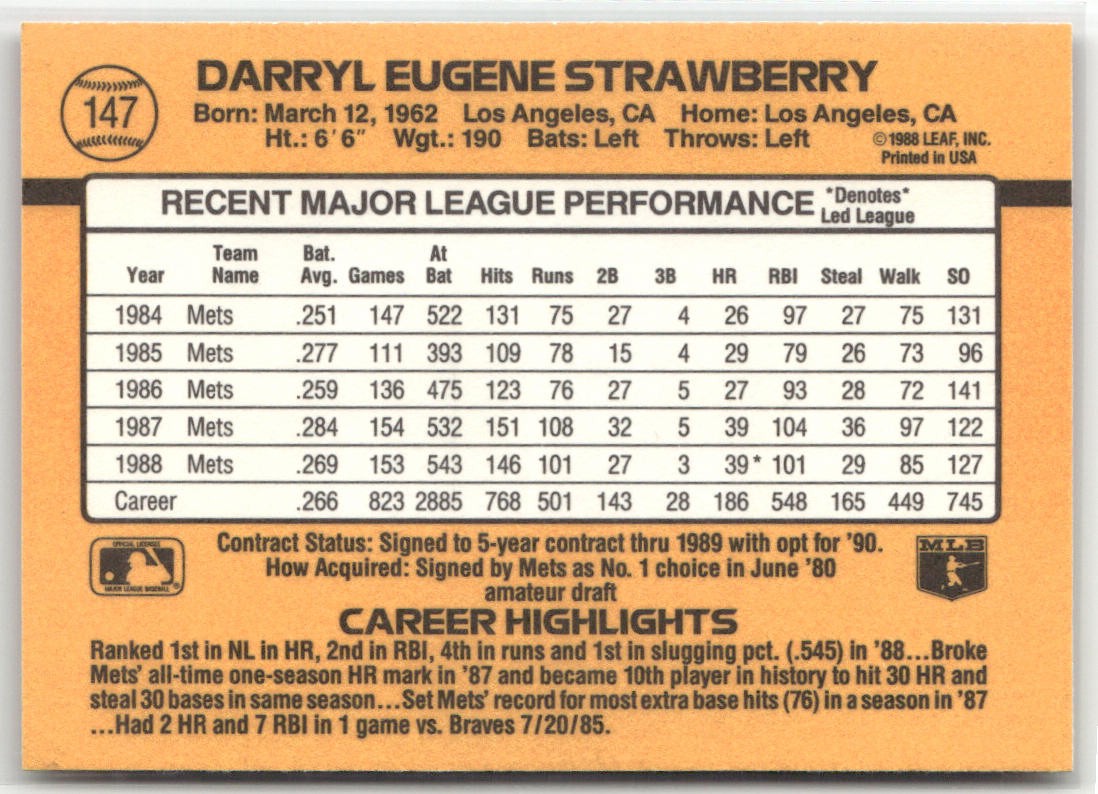 147
DARRYL EUGENE STRAWBERRY
Born: March 12, 1962 Los Angeles, CA Home: Los Angeles, CA
Ht.: 6'6" Wgt.: 190 Bats: Left Throws: Left
©1988 LEAF, INC.
Printed in USA
RECENT MAJOR LEAGUE PERFORMANCE *Denotes*
Led League
Year Team Name Bat. Avg. Games At Bat Hits Runs 2B 3B HR RBI Steal Walk SO
1984 Mets .251 147 522 131 75 27 4 26 97 27 75 131
1985 Mets .277 111 393 109 78 15 4 29 79 26 73 96
1986 Mets .259 136 475 123 76 27 5 27 93 28 72 141
1987 Mets .284 154 532 151 108 32 5 39 104 36 97 122
1988 Mets .269 153 543 146 101 27 3 39* 101 29 85 127
Career .266 823 2885 768 501 143 28 186 548 165 449 745
OFFICIAL LICENSEE
MAJOR LEAGUE BASEBALL
®
Contract Status: Signed to 5-year contract thru 1989 with opt for '90.
How Acquired: Signed by Mets as No. 1 choice in June '80
amateur draft
MLB
CAREER HIGHLIGHTS
Ranked 1st in NL in HR, 2nd in RBI, 4th in runs and 1st in slugging pct. (.545) in '88...Broke
Mets' all-time one-season HR mark in '87 and became 10th player in history to hit 30 HR and
steal 30 bases in same season...Set Mets' record for most extra base hits (76) in a season in '87
...Had 2 HR and 7 RBI in 1 game vs. Braves 7/20/85.